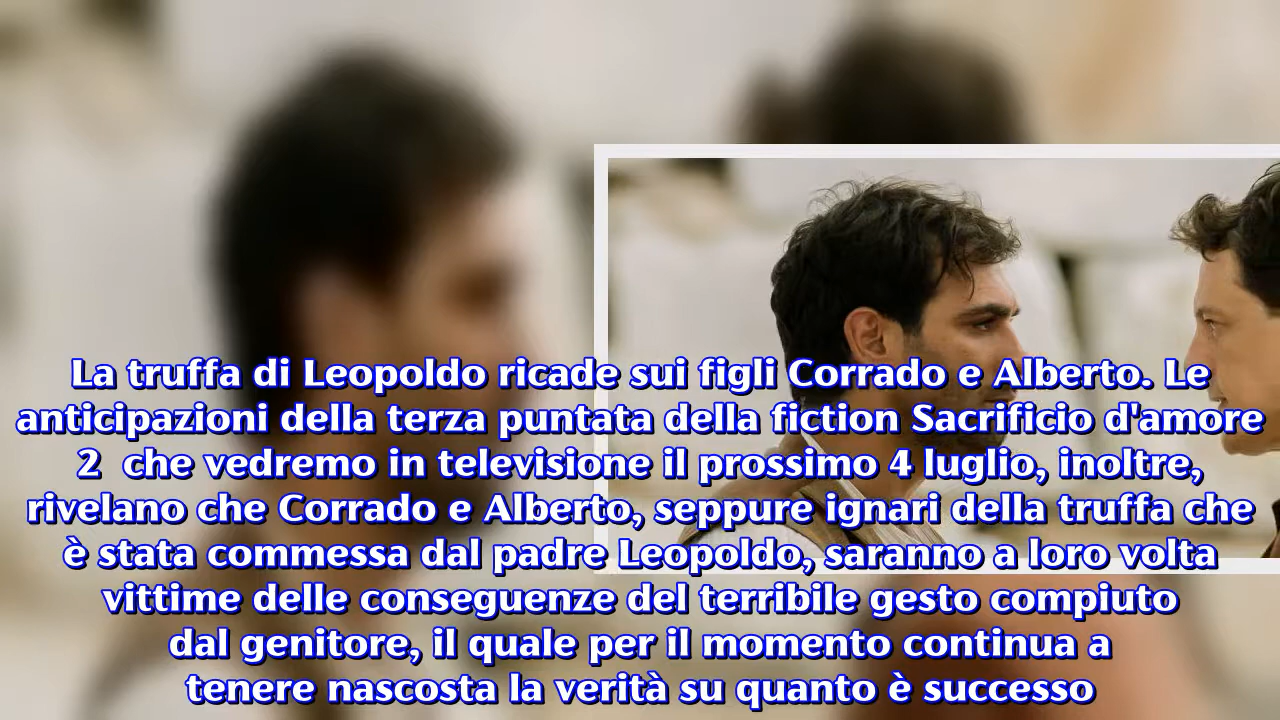 La truffa di Leopoldo ricade sui figli Corrado e Alberto. Le
anticipazioni della terza puntata della fiction Sacrificio d'amore
2  che vedremo in televisione il prossimo 4 luglio, inoltre,
rivelano che Corrado e Alberto, seppure ignari della truffa che
è stata commessa dal padre Leopoldo, saranno a loro volta
vittime delle conseguenze del terribile gesto compiuto
dal genitore, il quale per il momento continua a
tenere nascosta la verità su quanto è successo